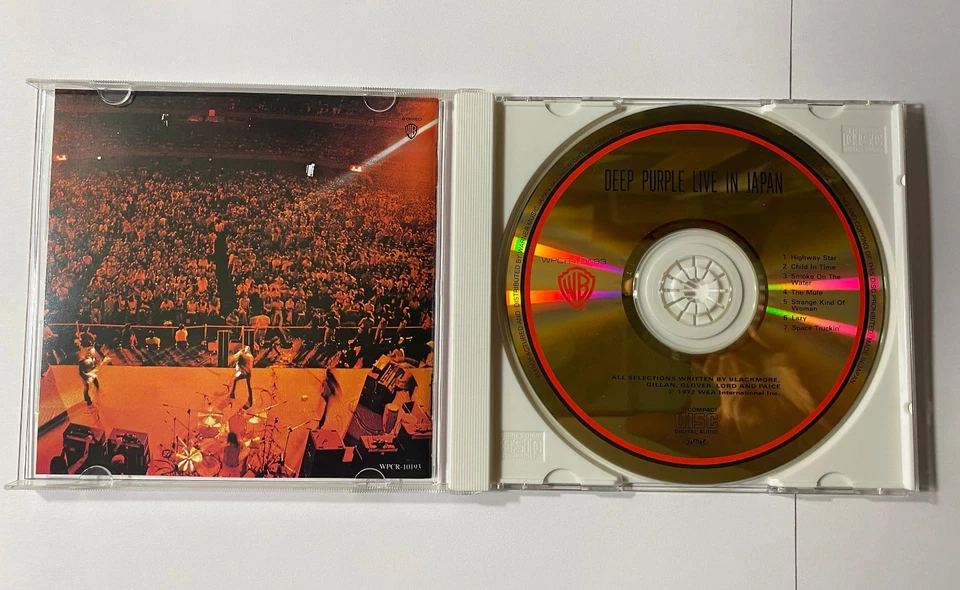 WPCR-10193
DEEP PURPLE LIVE IN JAPAN
WPCR-10193
WB
1 Highway Star
2 Child In Time
3 Smoke On The
Water
4 The Mule
5 Strange Kind Of
Woman
6 Lazy
7 Space Truckin'
ALL SELECTIONS WRITTEN BY BLACKMORE,
GILLAN, GLOVER, LORD AND PAICE
© 1972 WEA International Inc.
COMPACT
disc
DIGITAL AUDIO